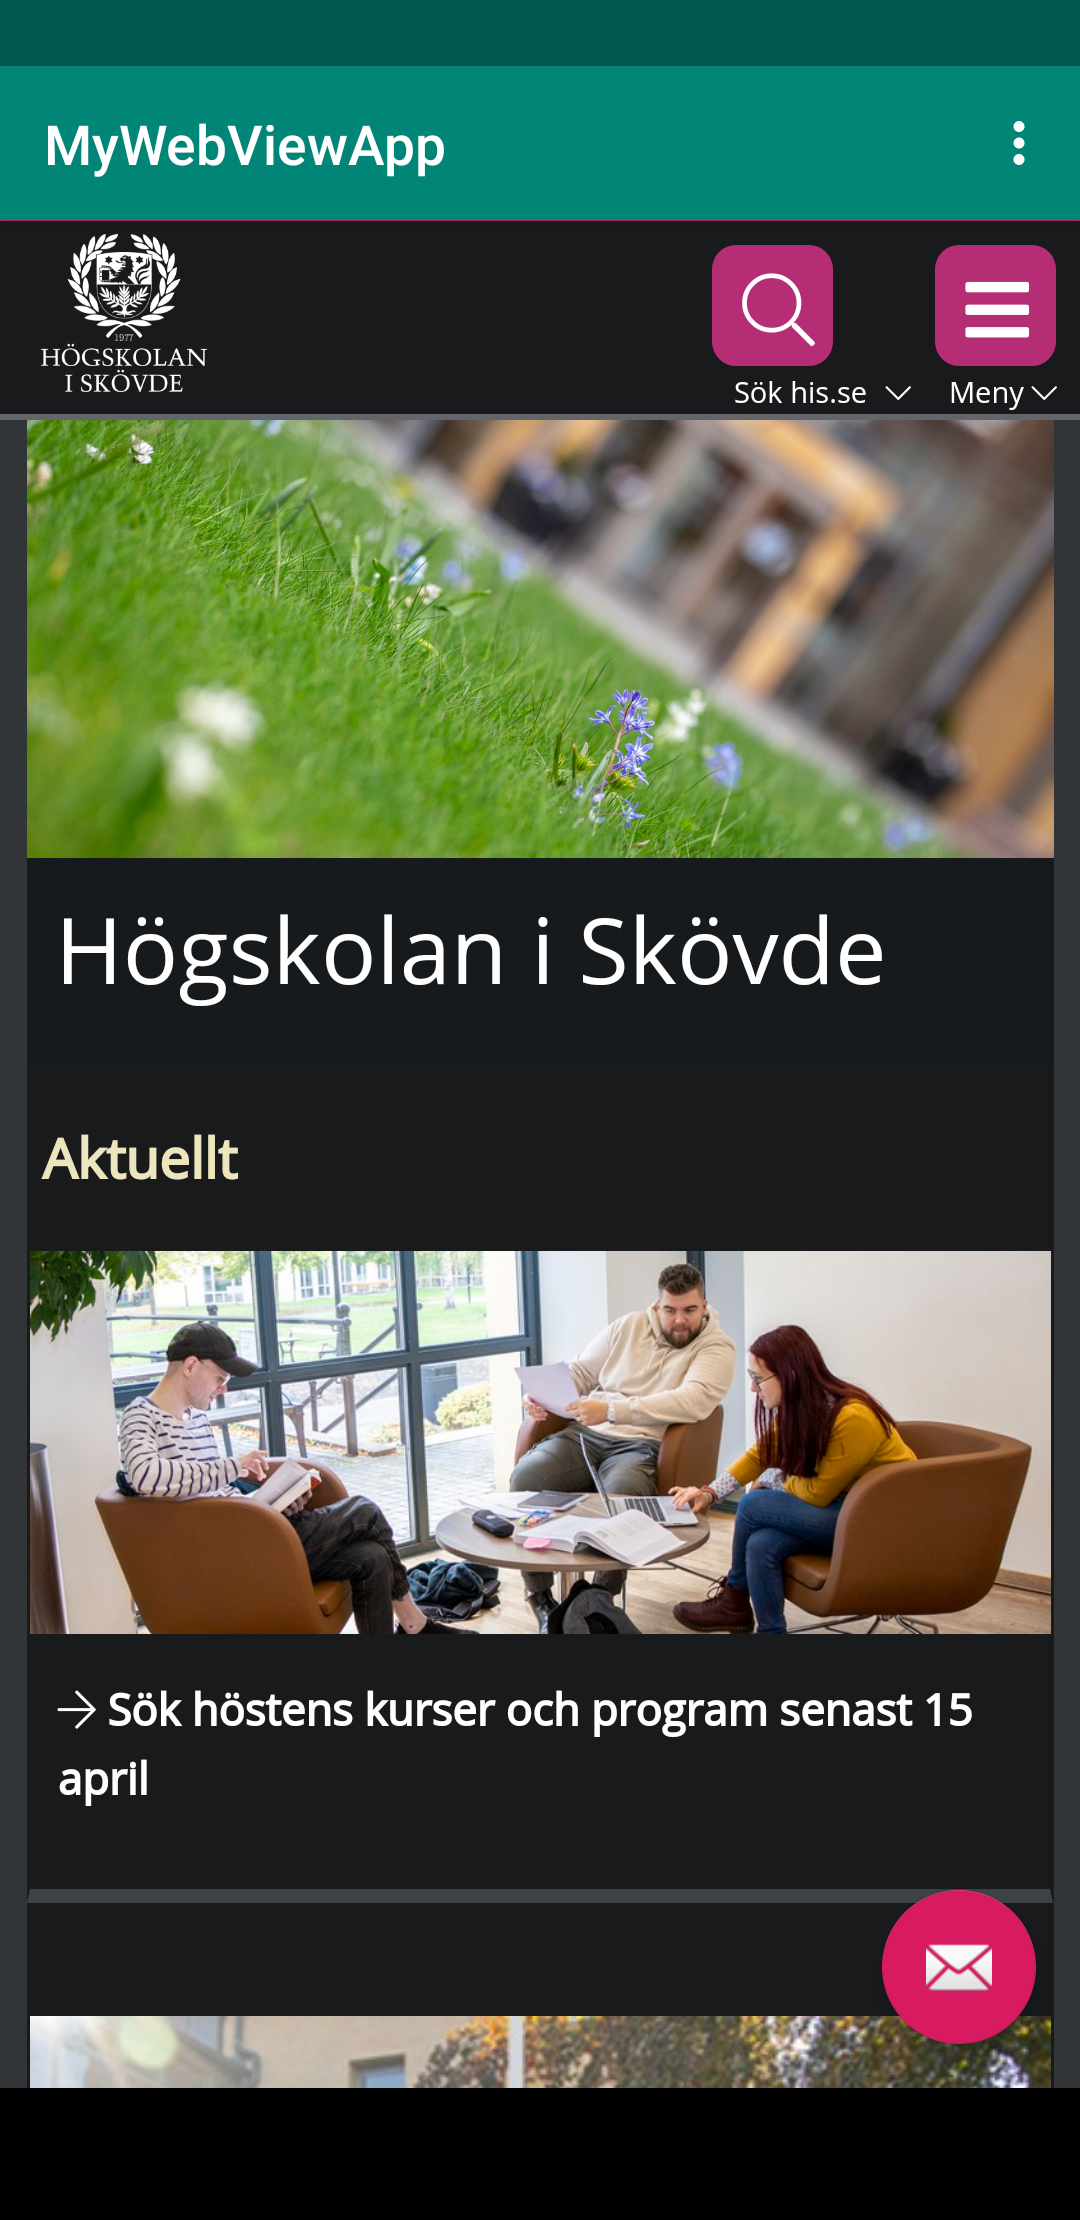 MyWebViewApp
1977
HÖGSKOLAN
I SKÖVDE
Sök his.se
Meny
Högskolan i Skövde
Aktuellt
Sök höstens kurser och program senast 15
april